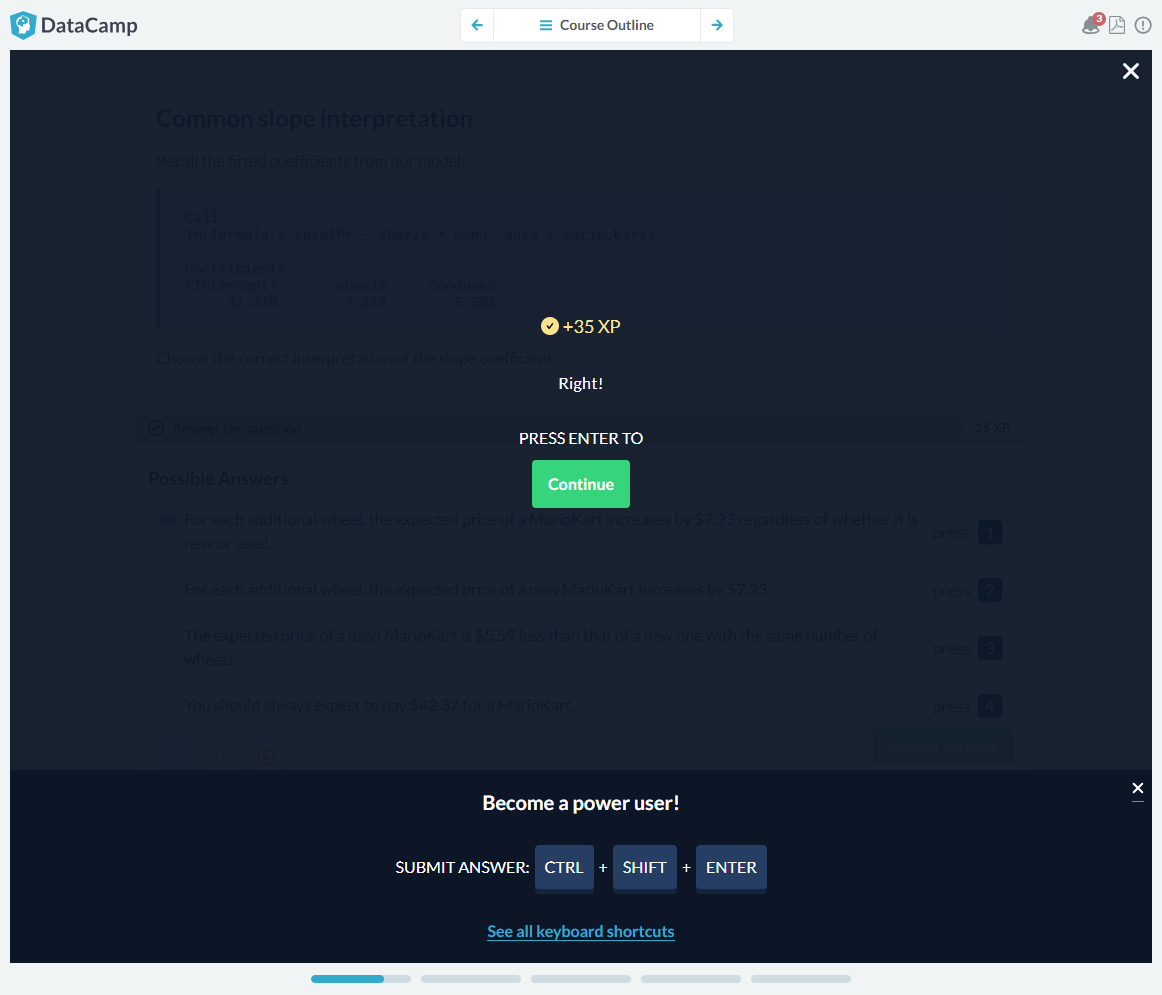 DataCamp
Course Outline
3
Common slope interpretation
Recall the fitted coefficients from our model:
Call:
lm(formula = totalPr ~ wheels + cond, data = mario_kart)
Coefficients:
(Intercept) wheels condused
42.370 7.233 -5.585
+35 XP
Choose the correct interpretation of the slope coefficient:
Right!
Answer the question
35 XP
PRESS ENTER TO
Continue
Possible Answers
For each additional wheel, the expected price of a MarioKart increases by $7.23 regardless of whether it is
new or used.
press 1
For each additional wheel, the expected price of a new MarioKart increases by $7.23.
press 2
The expected price of a used MarioKart is $5.59 less than that of a new one with the same number of
wheels.
press 3
You should always expect to pay $42.37 for a MarioKart.
press 4
Submit Answer
Become a power user!
SUBMIT ANSWER: CTRL + SHIFT + ENTER
See all keyboard shortcuts